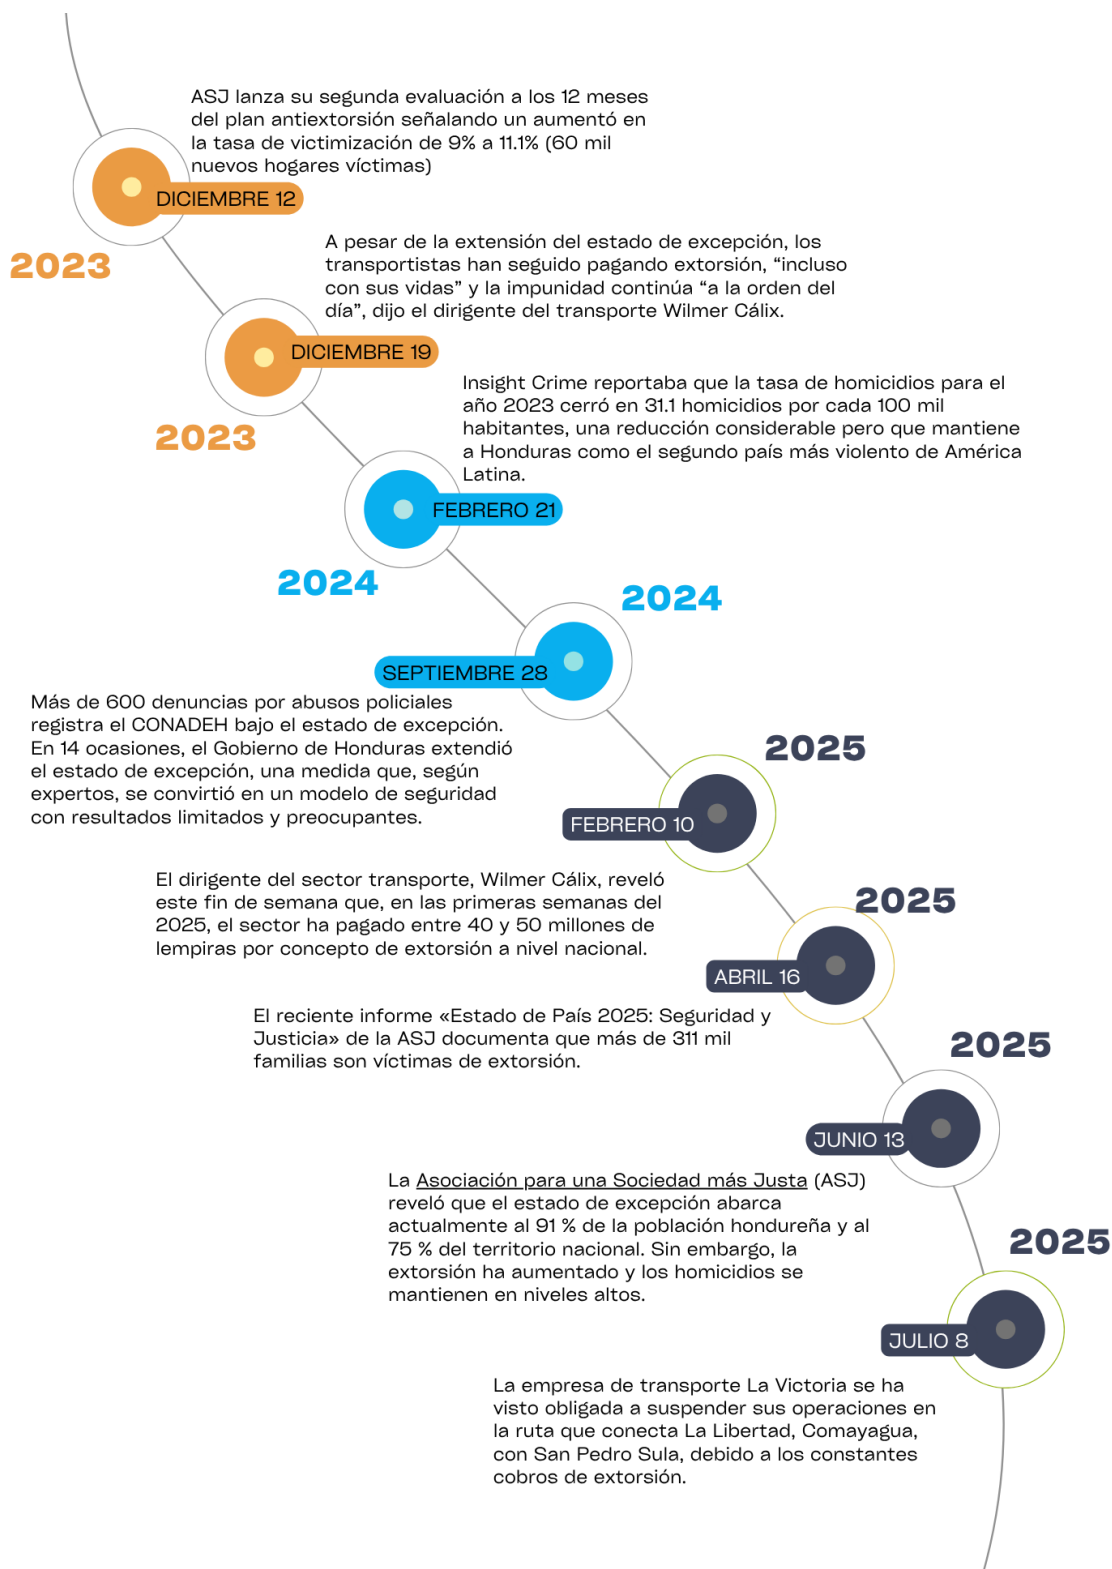 ASJ lanza su segunda evaluación a los 12 meses
del plan antiextorsión señalando un aumentó en
la tasa de victimización de 9% a 11.1% (60 mil
nuevos hogares víctimas)
DICIEMBRE 12
2023
A pesar de la extensión del estado de excepción, los
transportistas han seguido pagando extorsión, “incluso
con sus vidas” y la impunidad continúa “a la orden del
día”, dijo el dirigente del transporte Wilmer Cálix.
DICIEMBRE 19
2023
Insight Crime reportaba que la tasa de homicidios para el
año 2023 cerró en 31.1 homicidios por cada 100 mil
habitantes, una reducción considerable pero que mantiene
a Honduras como el segundo país más violento de América
Latina.
FEBRERO 21
2024
2024
SEPTIEMBRE 28
Más de 600 denuncias por abusos policiales
registra el CONADEH bajo el estado de excepción.
En 14 ocasiones, el Gobierno de Honduras extendió
el estado de excepción, una medida que, según
expertos, se convirtió en un modelo de seguridad
con resultados limitados y preocupantes.
2025
FEBRERO 10
El dirigente del sector transporte, Wilmer Cálix, reveló
este fin de semana que, en las primeras semanas del
2025, el sector ha pagado entre 40 y 50 millones de
lempiras por concepto de extorsión a nivel nacional.
2025
ABRIL 16
El reciente informe «Estado de País 2025: Seguridad y
Justicia» de la ASJ documenta que más de 311 mil
familias son víctimas de extorsión.
2025
JUNIO 13
La Asociación para una Sociedad más Justa (ASJ)
reveló que el estado de excepción abarca
actualmente al 91 % de la población hondureña y al
75 % del territorio nacional. Sin embargo, la
extorsión ha aumentado y los homicidios se
mantienen en niveles altos.
2025
JULIO 8
La empresa de transporte La Victoria se ha
visto obligada a suspender sus operaciones en
la ruta que conecta La Libertad, Comayagua,
con San Pedro Sula, debido a los constantes
cobros de extorsión.